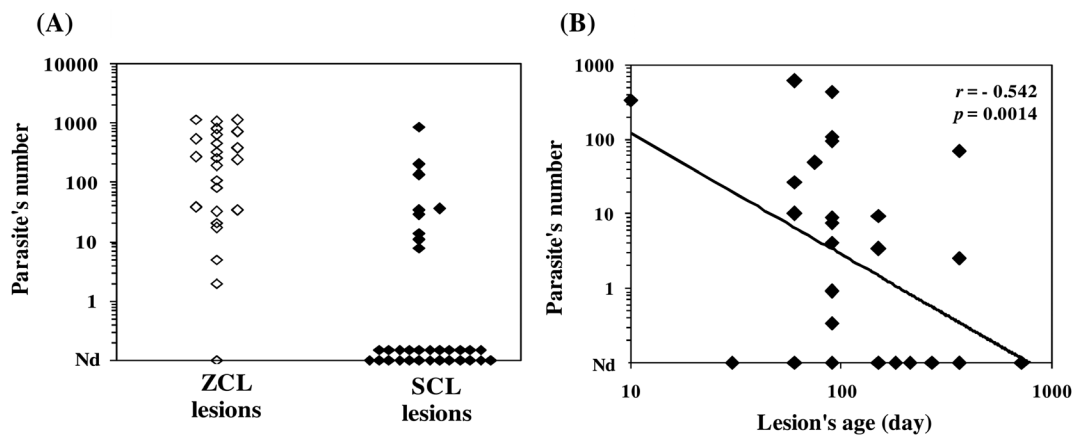 (A)
Parasite's number
10000
1000
100
10
1
Nd
ZCL
lesions
SCL
lesions
(B)
Parasite's number
1000
100
10
1
Nd
r = - 0.542
p = 0.0014
10
100
1000
Lesion's age (day)